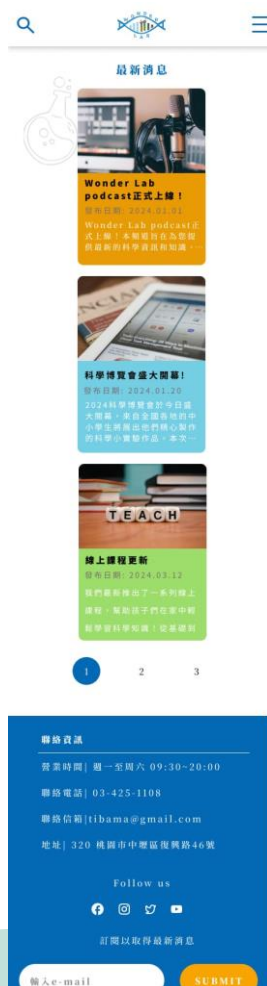 最新消息
Wonder Lab
podcast正式上線！
發布日期: 2024.01.01
Wonder Lab podcast正
式上線！本頻道旨在為您提
供最新的科學資訊和知識，…
科學博覽會盛大開幕！
發布日期: 2024.01.20
2024科學博覽會於今日盛
大開幕，來自全國各地的中
小學生將展出他們精心製作
的科學小實驗作品。本次…
TEACH
線上課程更新
發布日期: 2024.03.12
我們最新推出了一系列線上
課程，幫助孩子們在家中輕
鬆學習科學知識！從基礎到
1 2 3
聯絡資訊
營業時間| 週一至周六 09:30~20:00
聯絡電話| 03-425-1108
聯絡信箱|tibama@gmail.com
地址| 320 桃園市中壢區復興路46號
Follow us
訂閱以取得最新消息
輸入e-mail
SUBMIT